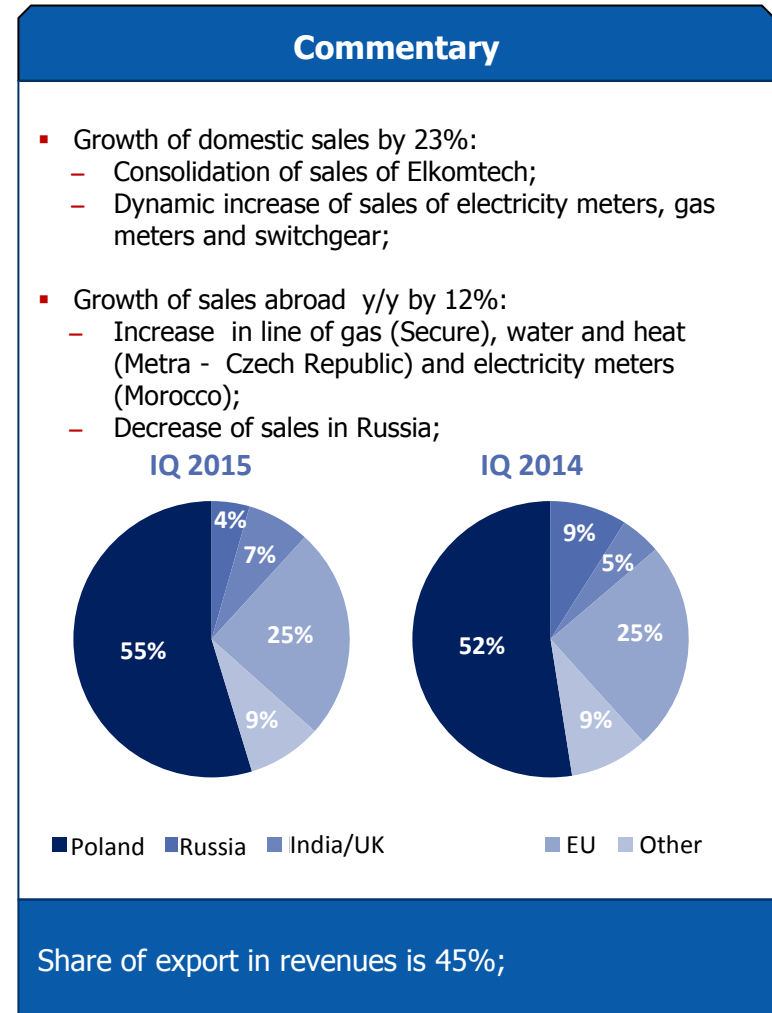 Commentary
▪ Growth of domestic sales by 23%:
– Consolidation of sales of Elkomtech;
– Dynamic increase of sales of electricity meters, gas
meters and switchgear;
▪ Growth of sales abroad y/y by 12%:
– Increase in line of gas (Secure), water and heat
(Metra - Czech Republic) and electricity meters
(Morocco);
– Decrease of sales in Russia;
IQ 2015
4%
7%
25%
9%
55%
IQ 2014
9%
5%
25%
9%
52%
Poland Russia India/UK EU Other
Share of export in revenues is 45%;